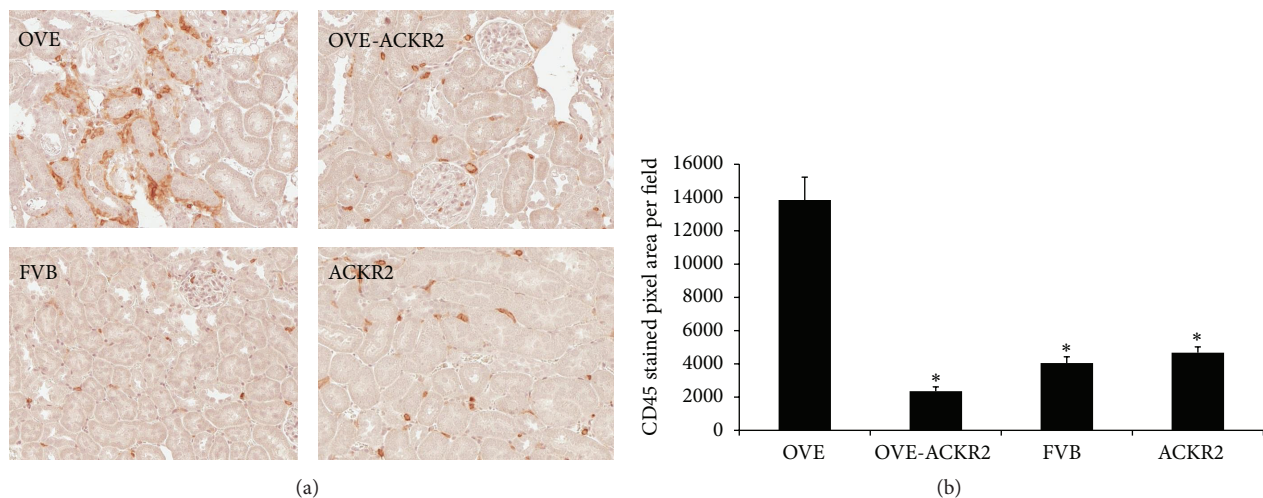 OVE
OVE-ACKR2
FVB
ACKR2
(a)
CD45 stained pixel area per field
16000
14000
12000
10000
8000
6000
4000
2000
0
*
*
*
OVE
OVE-ACKR2
FVB
ACKR2
(b)